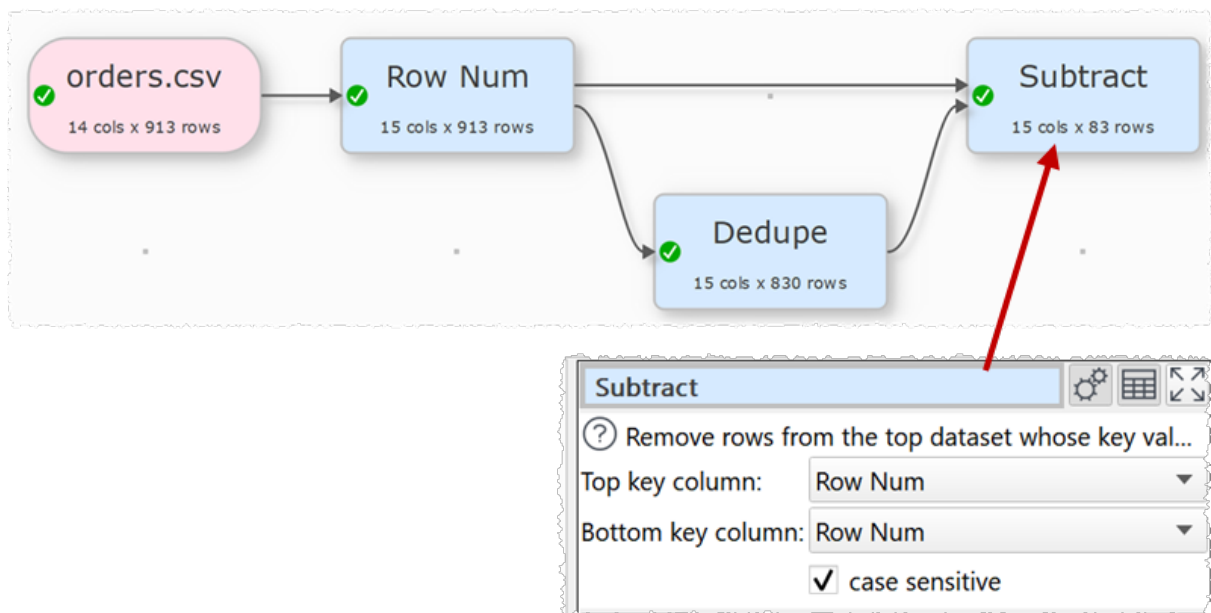 orders.csv
14 cols x 913 rows
Row Num
15 cols x 913 rows
Subtract
15 cols x 83 rows
Dedupe
15 cols x 830 rows
Subtract
? Remove rows from the top dataset whose key val...
Top key column: Row Num
Bottom key column: Row Num
case sensitive